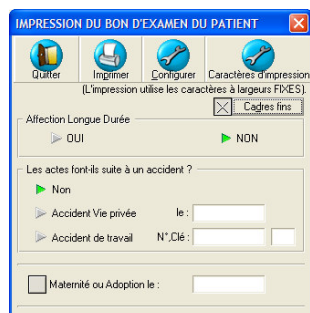 IMPRESSION DU BON D'EXAMEN DU PATIENT
Quitter Imprimer Configurer Caractères d'impression
(L'impression utilise les caractères à largeurs FIXES).
Cadres fins
Affection Longue Durée
OUI NON
Les actes font-ils suite à un accident ?
Non
Accident Vie privée le :
Accident de travail N°,Clé :
Maternité ou Adoption le :